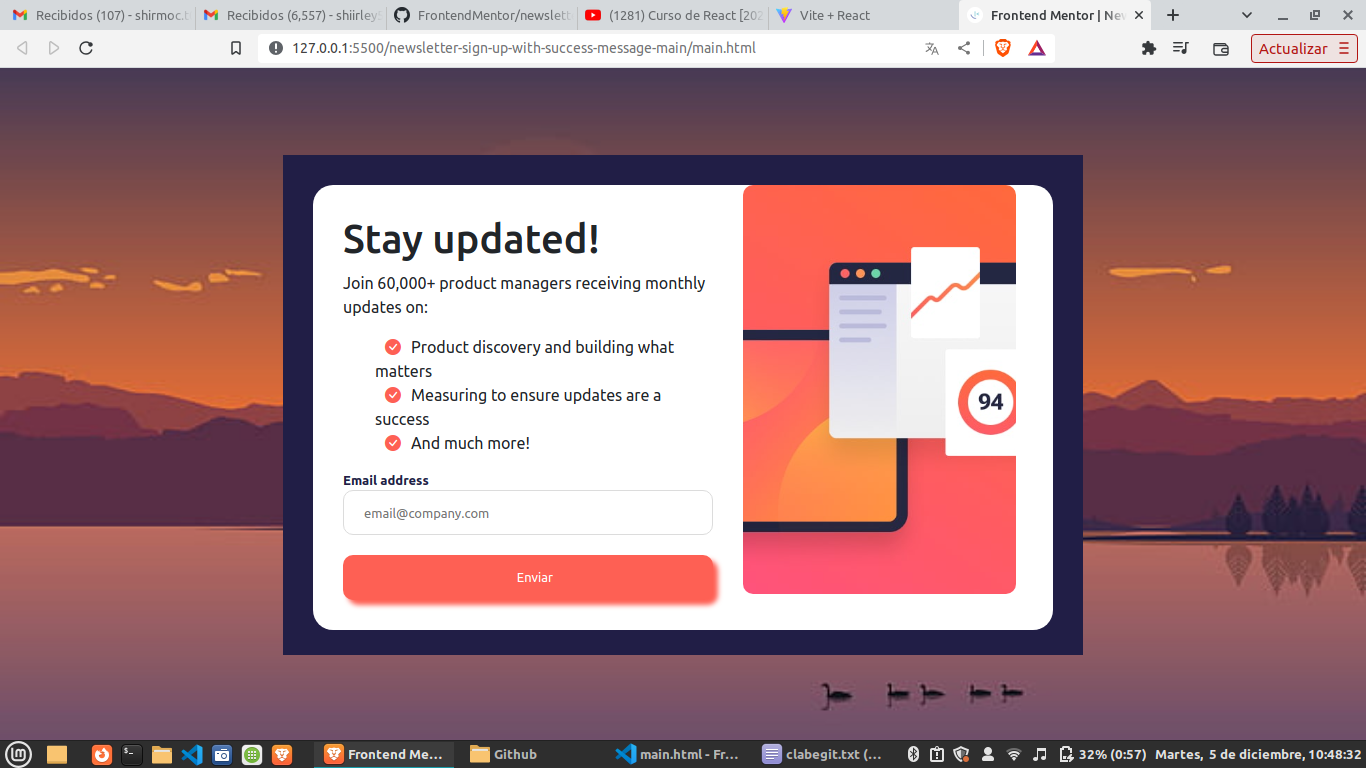 Recibidos (107) - shirmoc.t
Recibidos (6,557) - shiirley
FrontendMentor/newslett
(1281) Curso de React [202
Vite + React
Frontend Mentor | New
127.0.0.1:5500/newsletter-sign-up-with-success-message-main/main.html
Actualizar
Stay updated!
Join 60,000+ product managers receiving monthly
updates on:
Product discovery and building what
matters
Measuring to ensure updates are a
success
And much more!
Email address
email@company.com
Enviar
94
Frontend Me...
Github
main.html - Fr...
clabegit.txt (...
32% (0:57)
Martes, 5 de diciembre, 10:48:32